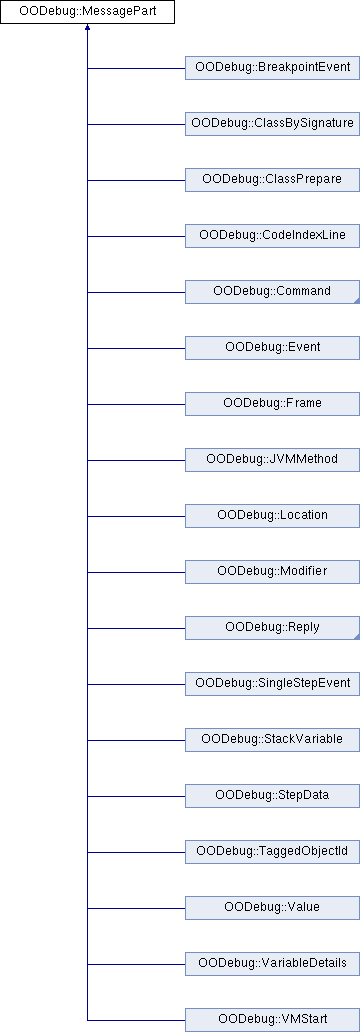 OODebug::MessagePart
OODebug::BreakpointEvent
OODebug::ClassBySignature
OODebug::ClassPrepare
OODebug::CodeIndexLine
OODebug::Command
OODebug::Event
OODebug::Frame
OODebug::JVMMethod
OODebug::Location
OODebug::Modifier
OODebug::Reply
OODebug::SingleStepEvent
OODebug::StackVariable
OODebug::StepData
OODebug::TaggedObjectId
OODebug::Value
OODebug::VariableDetails
OODebug::VMStart